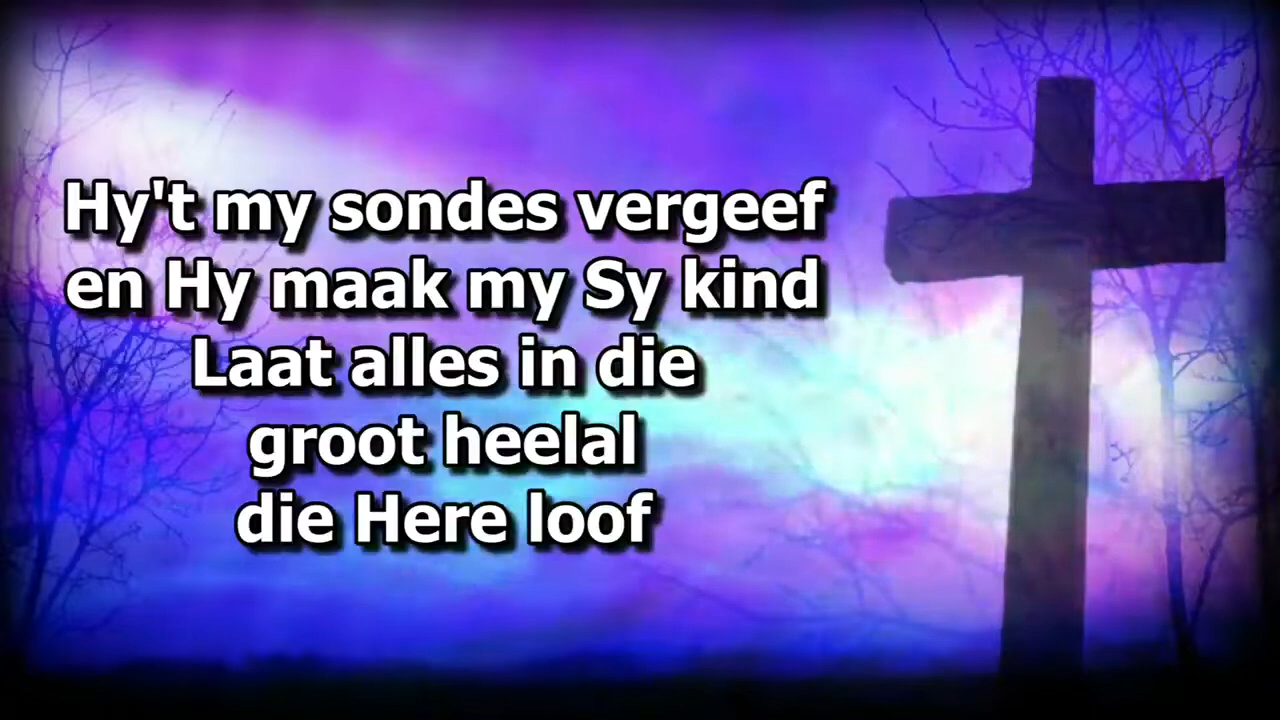 Hy't my sondes vergeef
en Hy maak my Sy kind
Laat alles in die
groot heelal
die Here loof